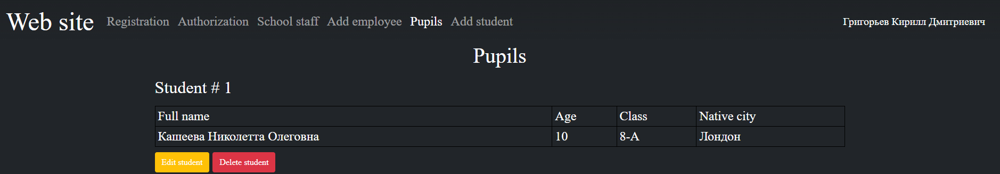 Web site Registration Authorization School staff Add employee Pupils Add student Григорьев Кирилл Дмитриевич
Pupils
Student # 1
Full name Age Class Native city
Кашеева Николетта Олеговна 10 8-А Лондон
Edit student Delete student